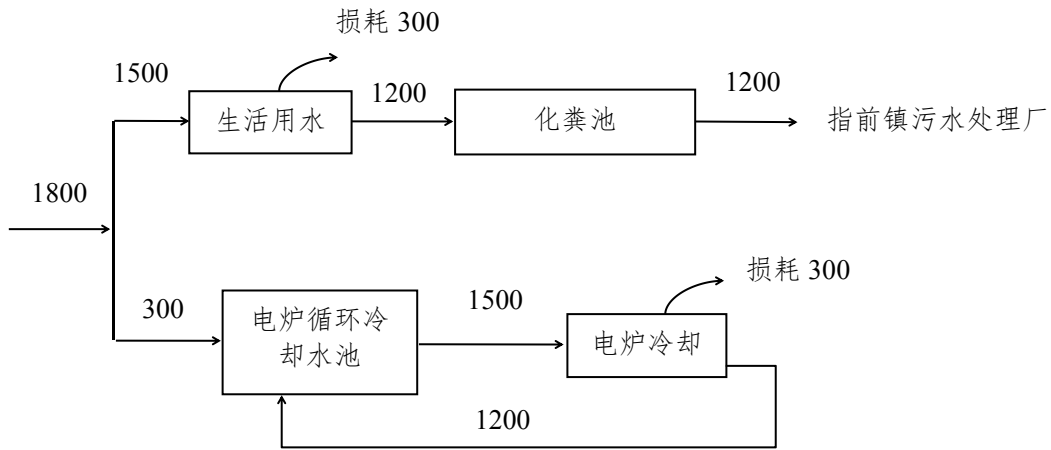 损耗 300
1500
生活用水
1200
化粪池
1200
指前镇污水处理厂
1800
损耗 300
300
电炉循环冷
却水池
1500
电炉冷却
1200